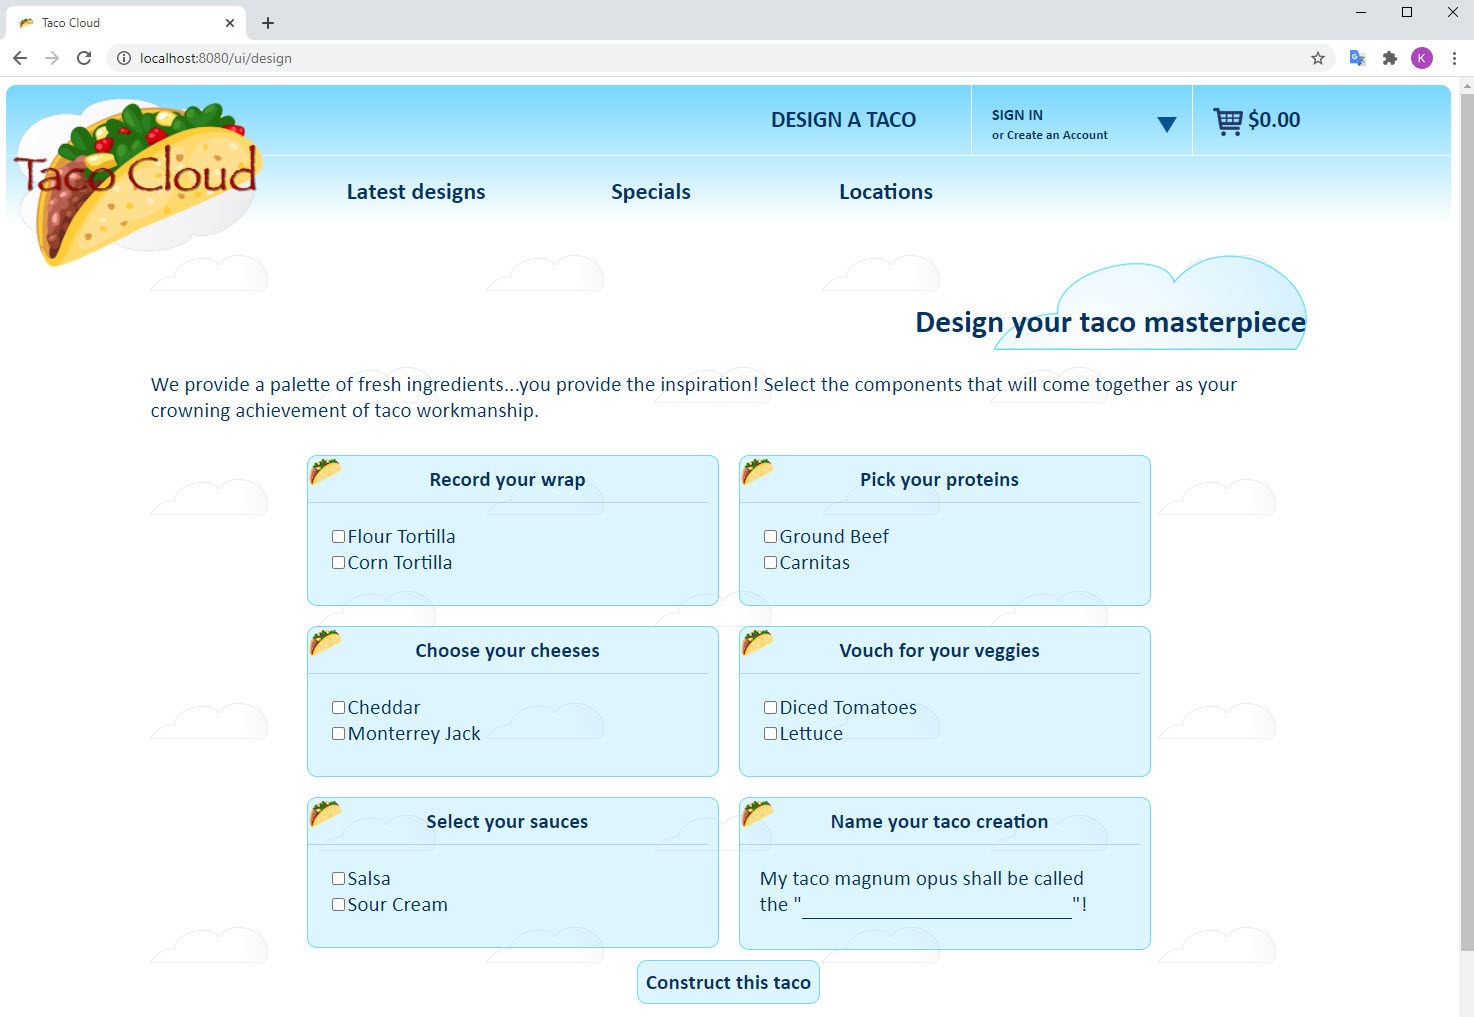 Taco Cloud
localhost:8080/ui/design
K
Taco Cloud
DESIGN A TACO
SIGN IN
or Create an Account
$0.00
Latest designs
Specials
Locations
Design your taco masterpiece
We provide a palette of fresh ingredients...you provide the inspiration! Select the components that will come together as your
crowning achievement of taco workmanship.
Record your wrap
Flour Tortilla
Corn Tortilla
Pick your proteins
Ground Beef
Carnitas
Choose your cheeses
Cheddar
Monterrey Jack
Vouch for your veggies
Diced Tomatoes
Lettuce
Select your sauces
Salsa
Sour Cream
Name your taco creation
My taco magnum opus shall be called
the "                    "!
Construct this taco